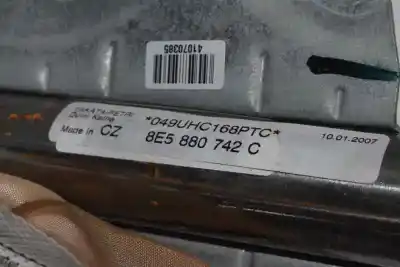 41070385
*049UHC168PTC*
10.01.2007
Made in CZ
8E5 880 742 C